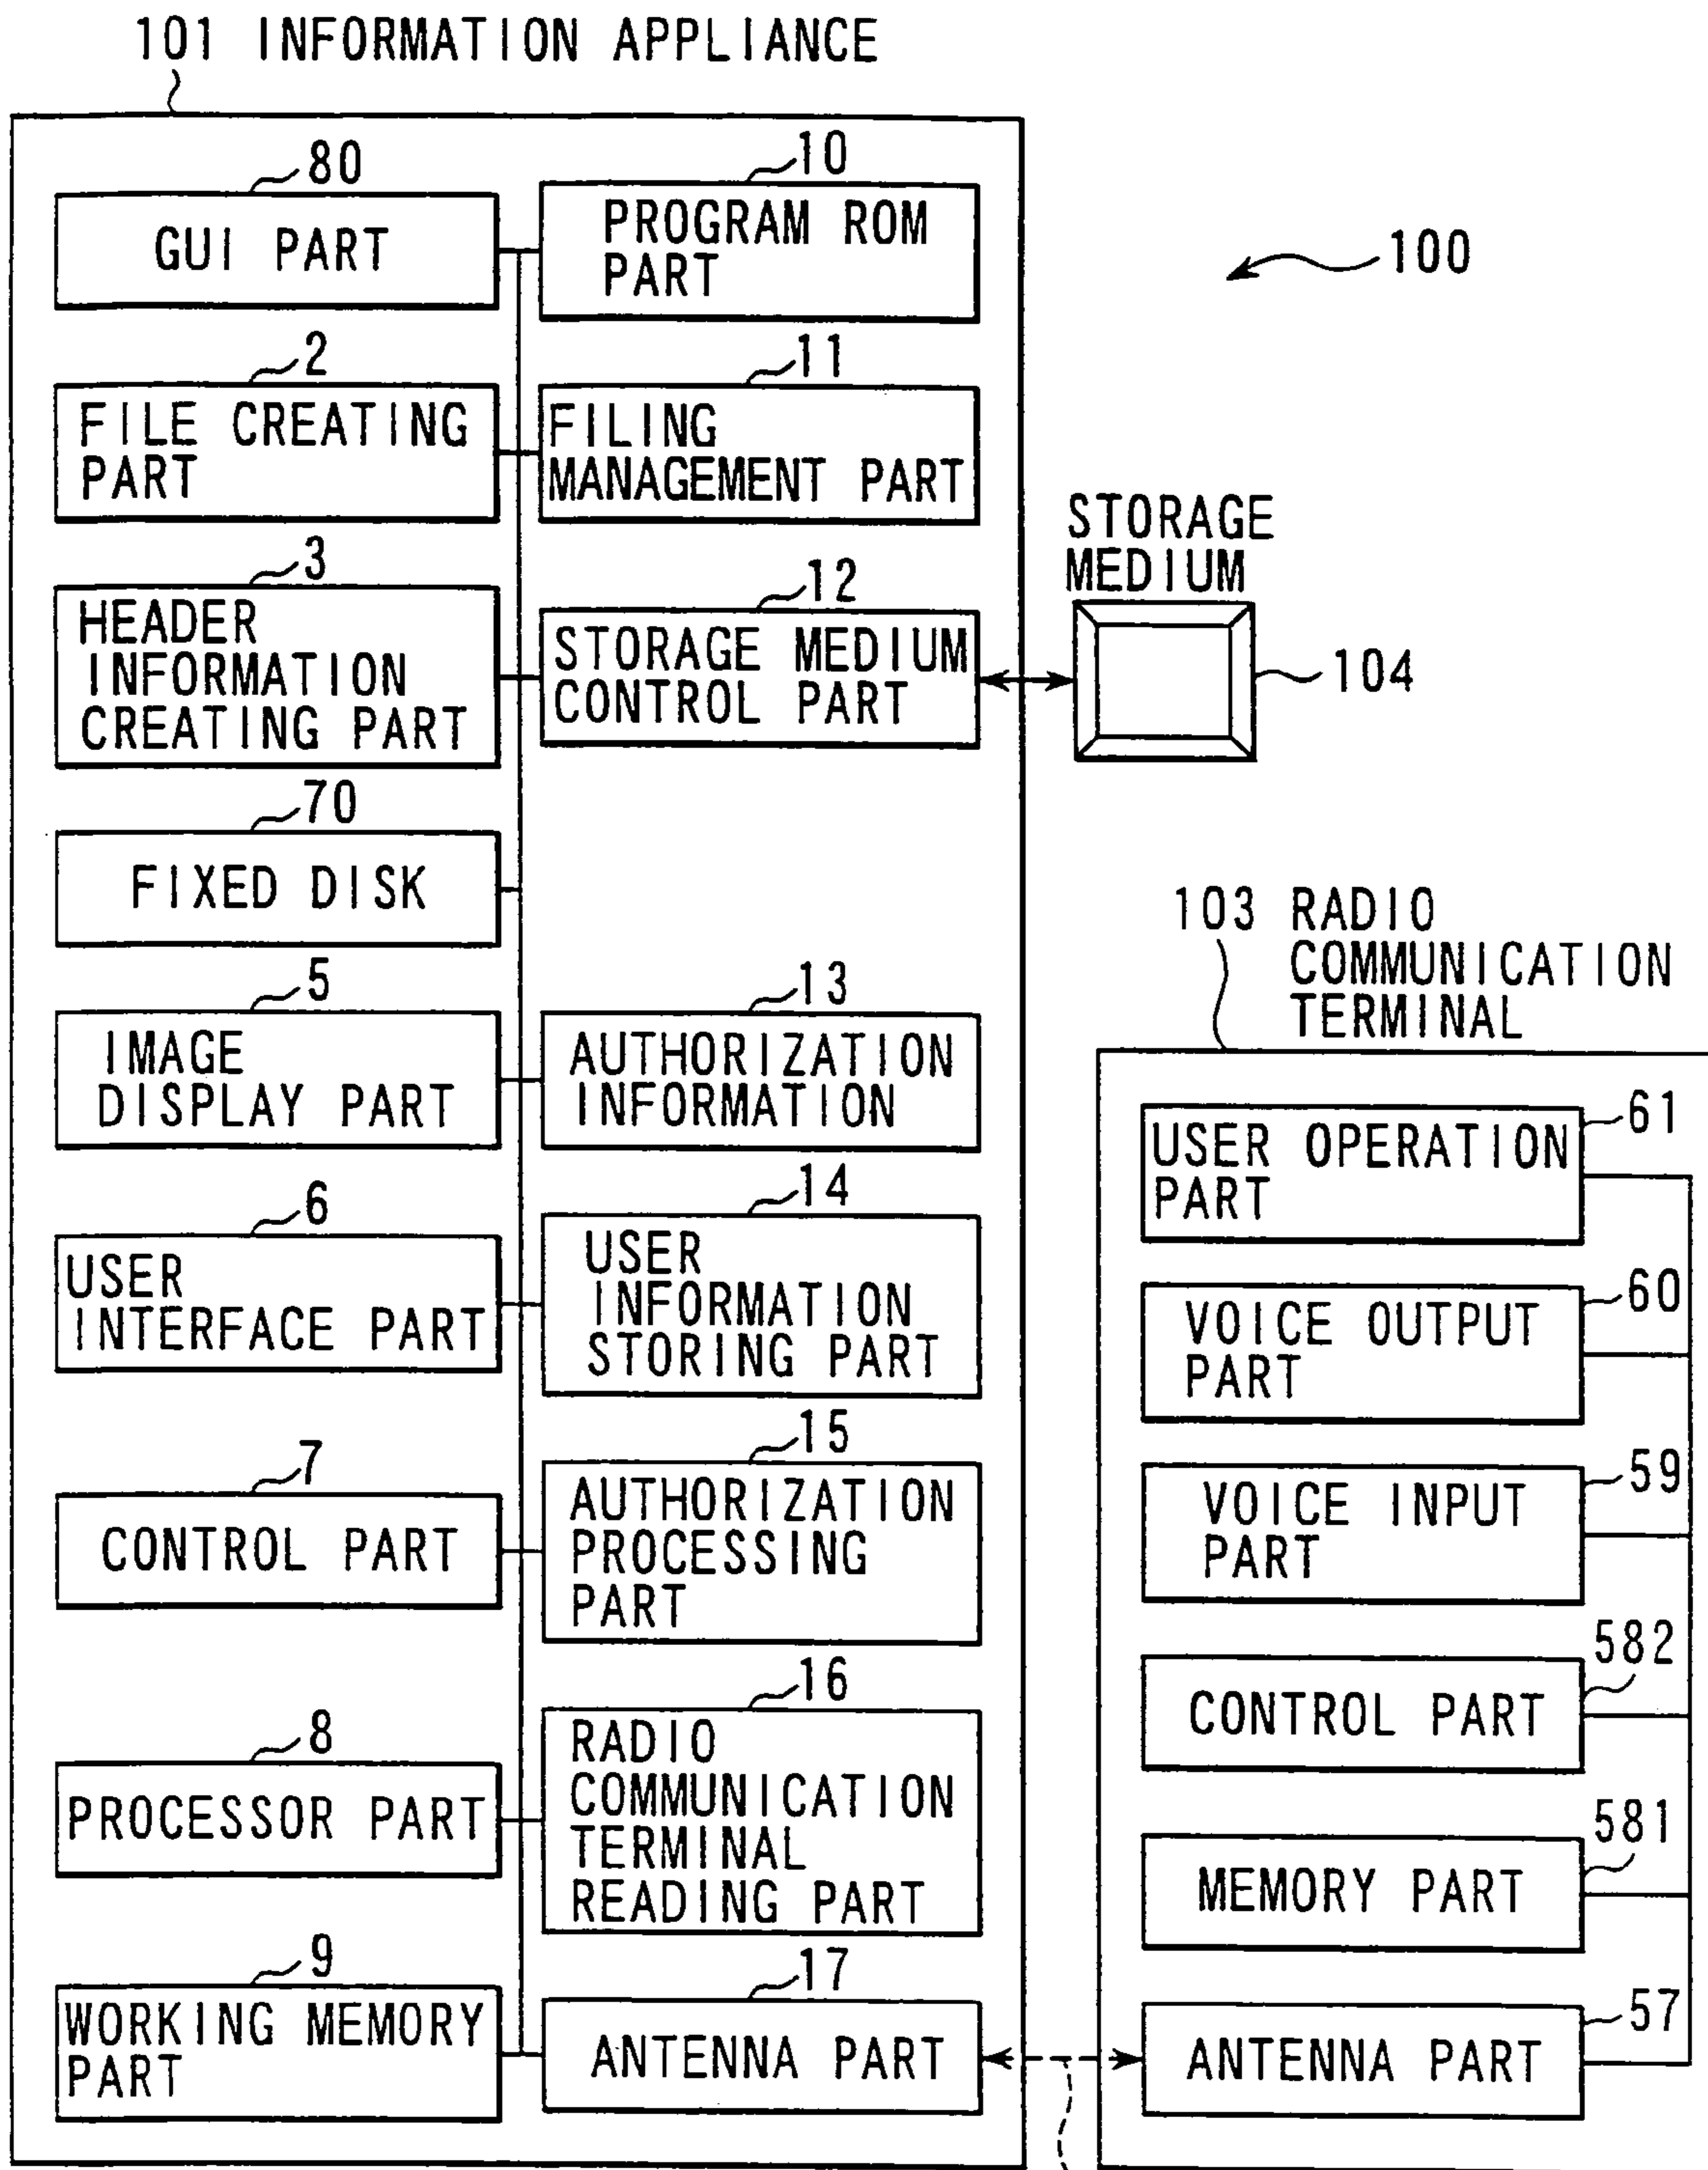 101 INFORMATION APPLIANCE
80
GUI PART
10
PROGRAM ROM
PART
100
2
FILE CREATING
PART
11
FILING
MANAGEMENT PART
3
HEADER
INFORMATION
CREATING PART
12
STORAGE MEDIUM
CONTROL PART
STORAGE
MEDIUM
104
70
FIXED DISK
5
IMAGE
DISPLAY PART
13
AUTHORIZATION
INFORMATION
6
USER
INTERFACE PART
14
USER
INFORMATION
STORING PART
7
CONTROL PART
15
AUTHORIZATION
PROCESSING
PART
8
PROCESSOR PART
16
RADIO
COMMUNICATION
TERMINAL
READING PART
9
WORKING MEMORY
PART
17
ANTENNA PART
103 RADIO
COMMUNICATION
TERMINAL
61
USER OPERATION
PART
60
VOICE OUTPUT
PART
59
VOICE INPUT
PART
582
CONTROL PART
581
MEMORY PART
57
ANTENNA PART